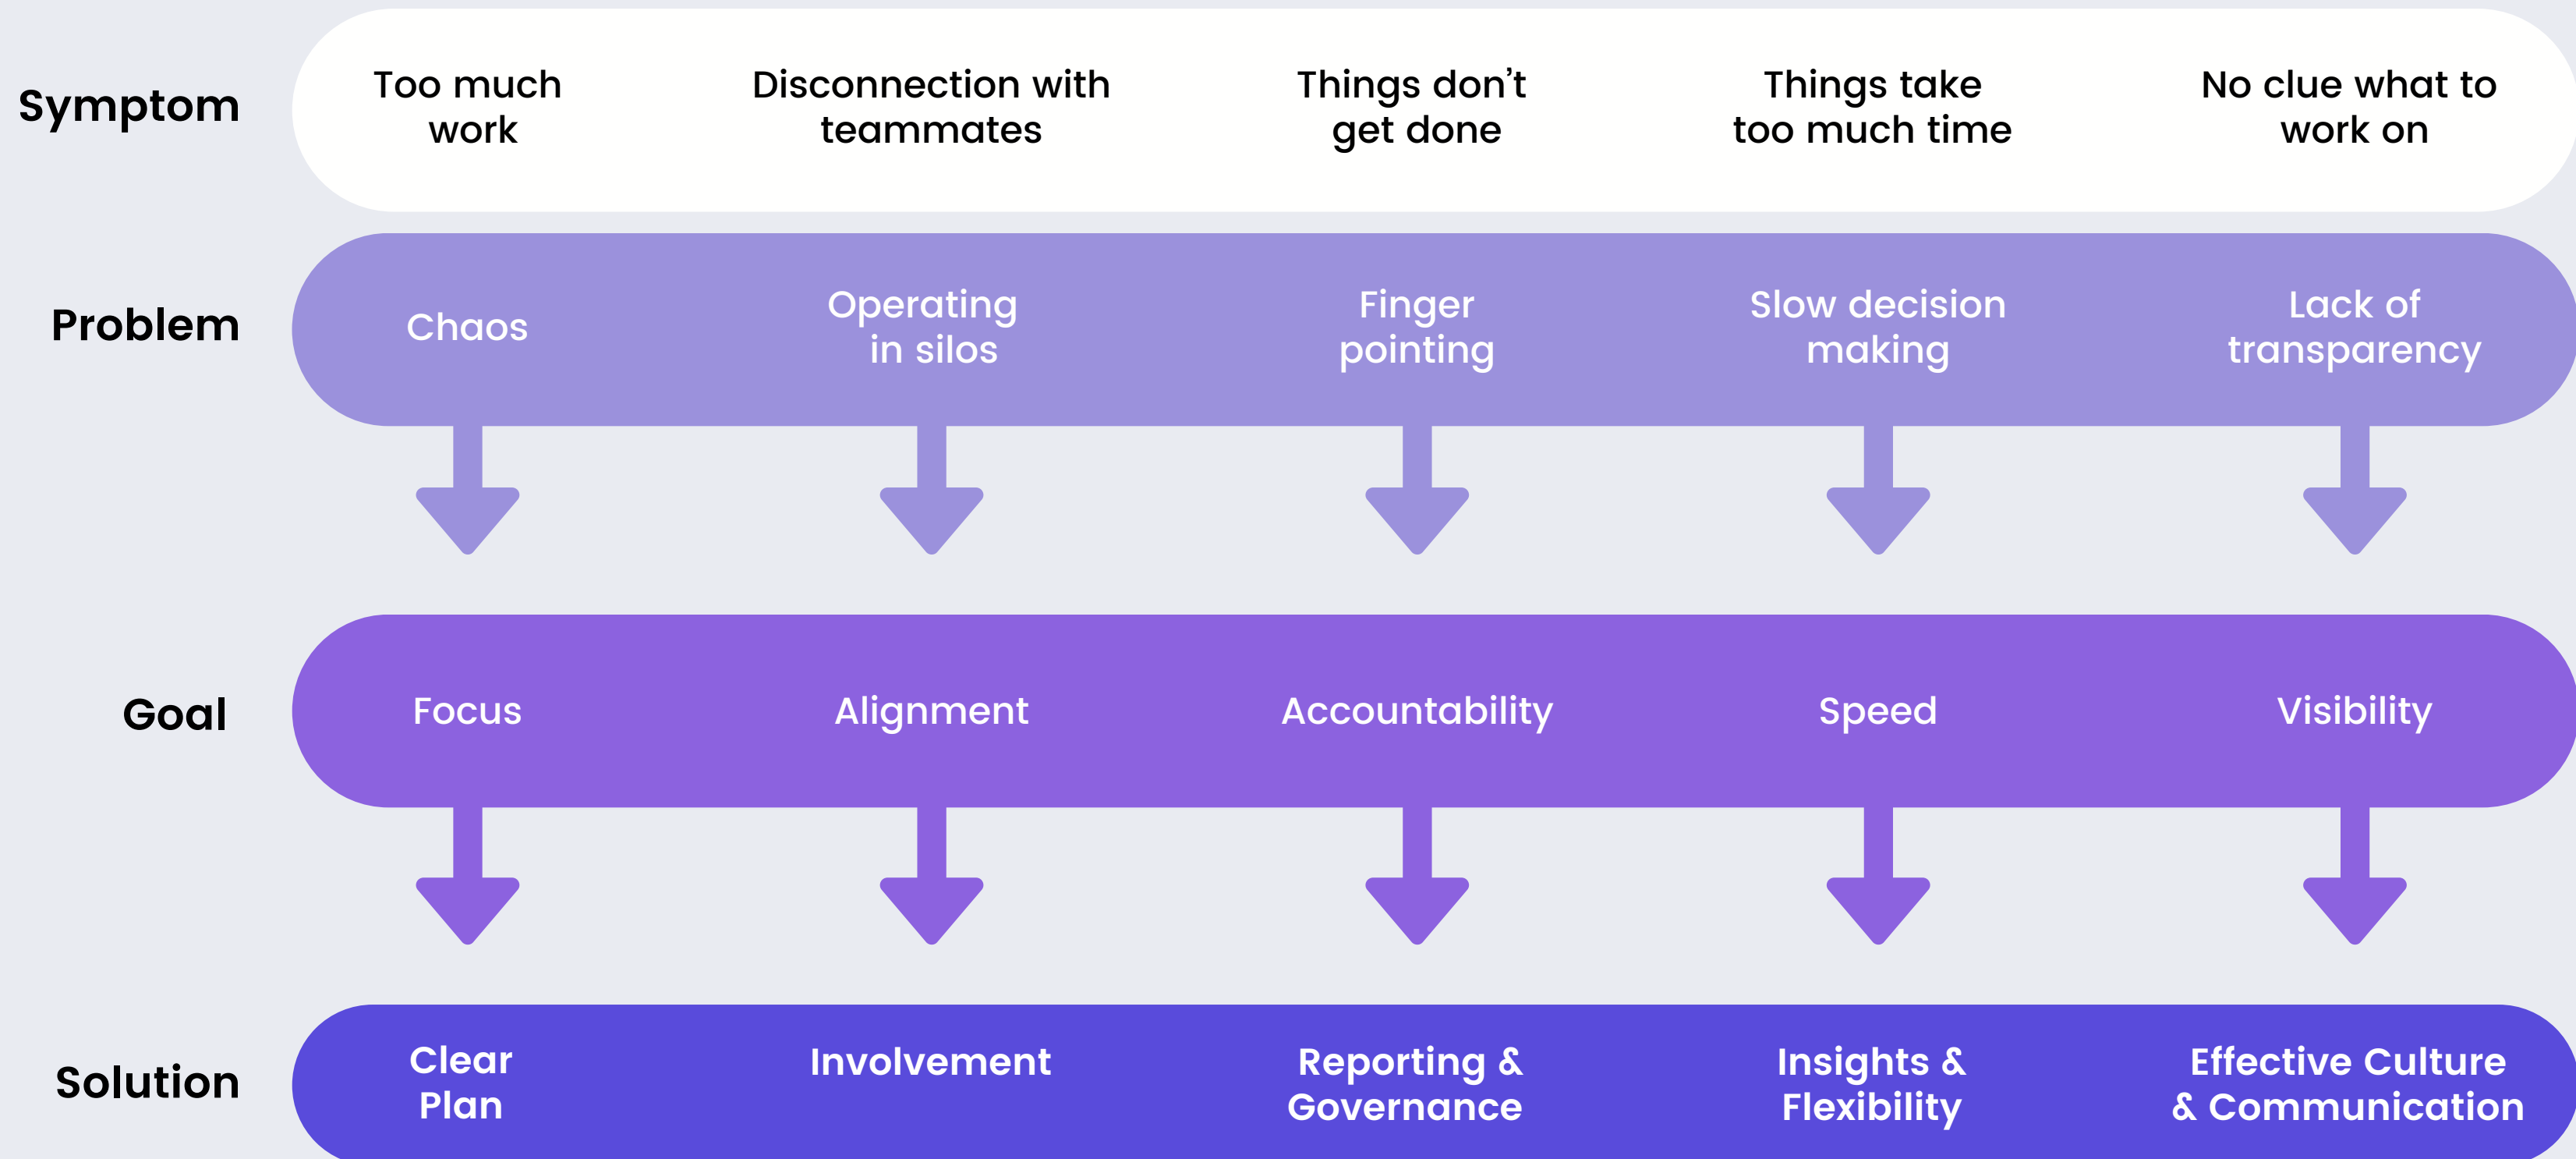 Symptom
Too much
work
Disconnection with
teammates
Things don’t
get done
Things take
too much time
No clue what to
work on
Problem
Chaos
Operating
in silos
Finger
pointing
Slow decision
making
Lack of
transparency
Goal
Focus
Alignment
Accountability
Speed
Visibility
Solution
Clear
Plan
Involvement
Reporting &
Governance
Insights &
Flexibility
Effective Culture
& Communication